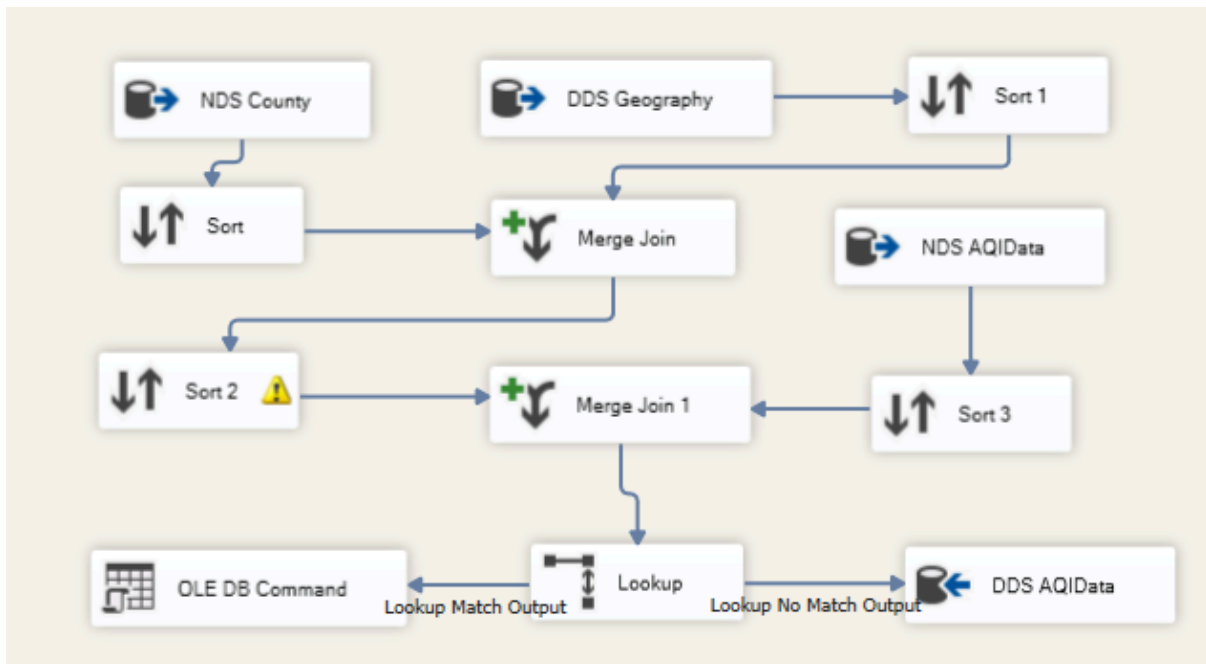 NDS County
DDS Geography
Sort 1
Sort
Merge Join
NDS AQIData
Sort 2
Merge Join 1
Sort 3
OLE DB Command
Lookup Match Output
Lookup
Lookup No Match Output
DDS AQIData